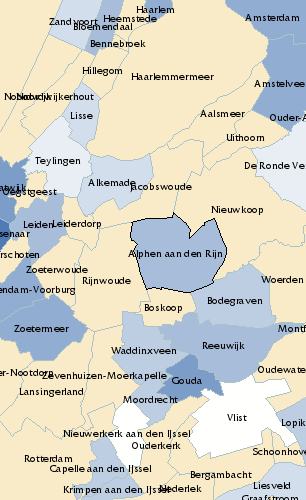 Haarlem
Amsterdam
Zandvoort
Heemstede
Bloemendaal
Bennebroek
Hillegom
Haarlemmermeer
Amstelvee
Noordwijkerhout
Lisse
Aalsmeer
Ouder-A
Uithoorn
Teylingen
De Ronde Ve
Alkemade
Jacobswoude
Oegstgeest
Nieuwkoop
Leiden
Leiderdorp
senaar
Alphen aan den Rijn
rschoten
Zoeterwoude
Rijnwoude
Woerden
endam-Voorburg
Bodegraven
Boskoop
Zoetermeer
Montf
Reeuwijk
Waddinxveen
er-Nootdorp
Zevenhuizen-Moerkapelle
Oudewate
Gouda
Lansingerland
Moordrecht
Vlist
Lopik
Nieuwerkerk aan den IJssel
Ouderkerk
Schoonhove
Rotterdam
Capelle aan den IJssel
Bergambacht
Krimpen aan den IJssel
Nederlek
Liesveld
Graafstroom